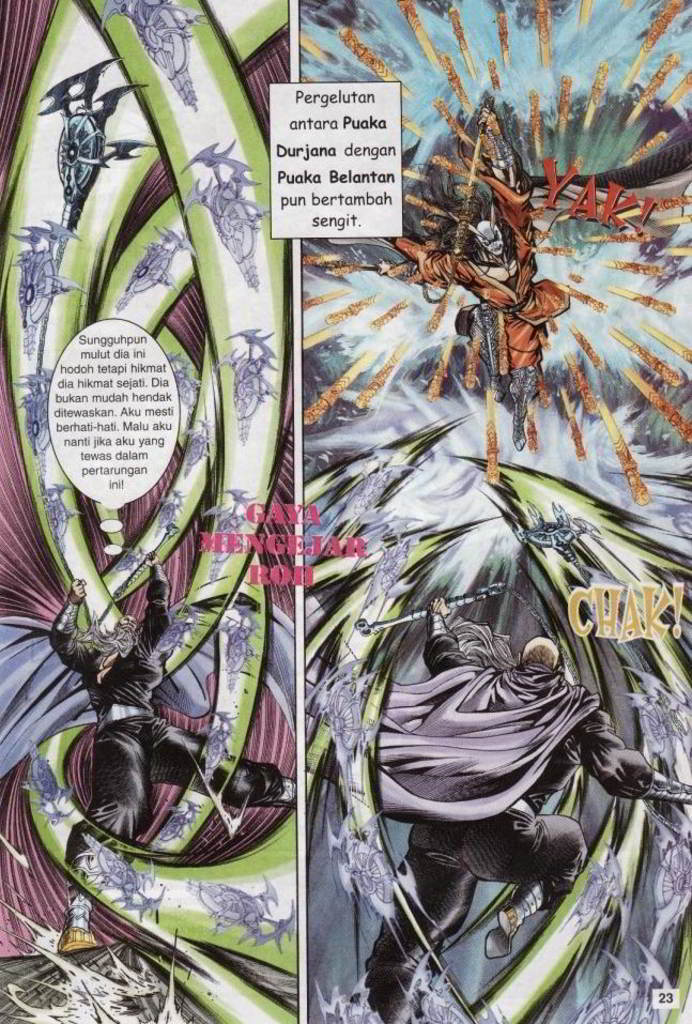 Pergelutan
antara Puaka
Durjana dengan
Puaka Belantan
pun bertambah
sengit.
YAK!
Sungguhpun
mulut dia ini
hodoh tetapi hikmat
dia hikmat sejati. Dia
bukan mudah hendak
ditewaskan. Aku mesti
berhati-hati. Malu aku
nanti jika aku yang
tewas dalam
pertarungan
ini!
GAYA
MENGEJAR
ROH
CHAK!
23